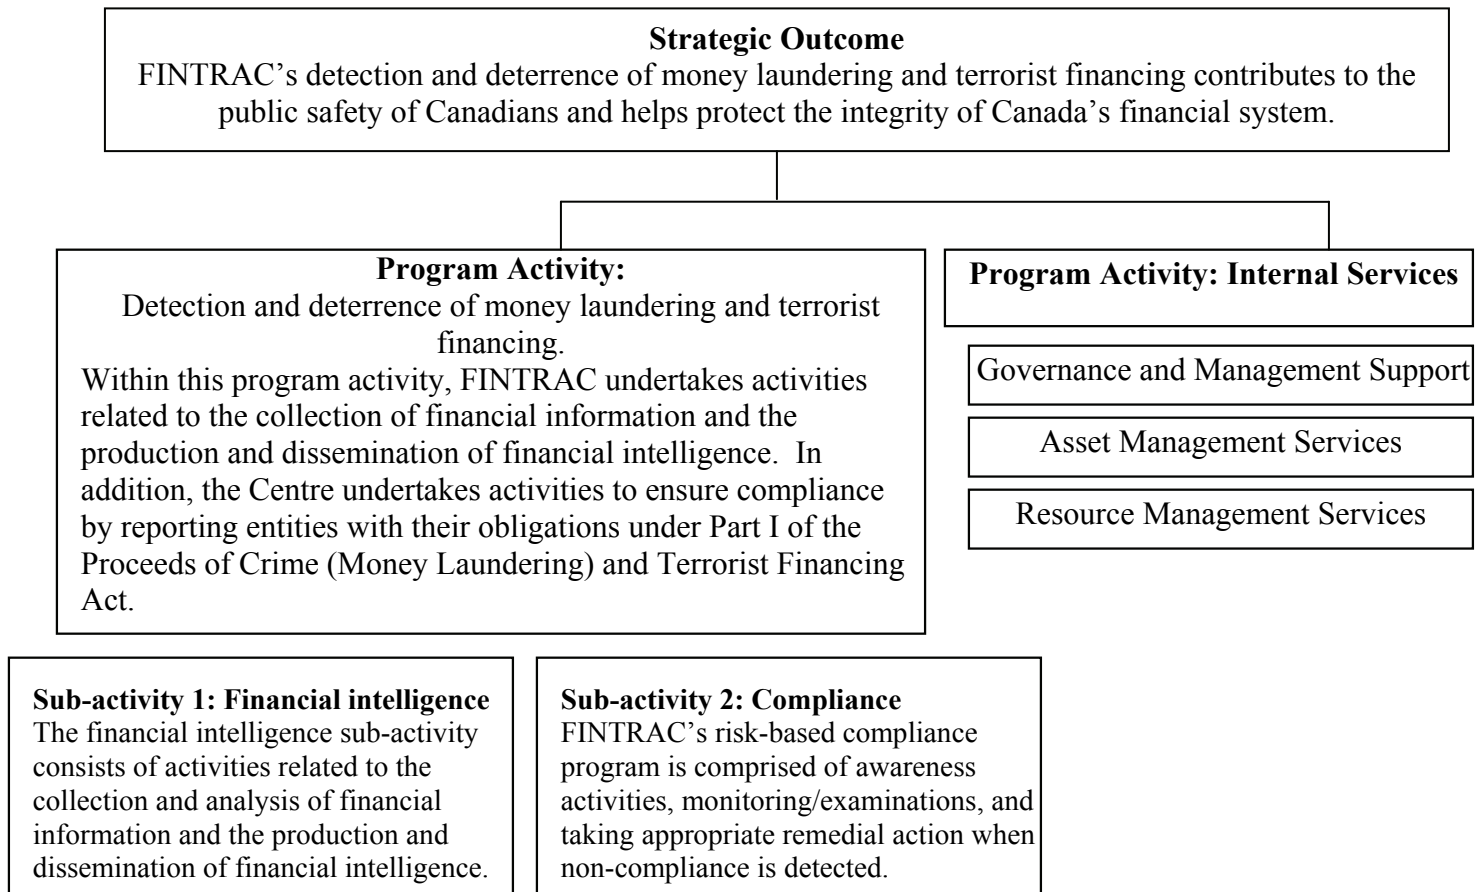 Strategic Outcome
FINTRAC’s detection and deterrence of money laundering and terrorist financing contributes to the
public safety of Canadians and helps protect the integrity of Canada’s financial system.
Program Activity:
Detection and deterrence of money laundering and terrorist
financing.
Within this program activity, FINTRAC undertakes activities
related to the collection of financial information and the
production and dissemination of financial intelligence.  In
addition, the Centre undertakes activities to ensure compliance
by reporting entities with their obligations under Part I of the
Proceeds of Crime (Money Laundering) and Terrorist Financing
Act.
Program Activity: Internal Services
Governance and Management Support
Asset Management Services
Resource Management Services
Sub-activity 1: Financial intelligence
The financial intelligence sub-activity
consists of activities related to the
collection and analysis of financial
information and the production and
dissemination of financial intelligence.
Sub-activity 2: Compliance
FINTRAC’s risk-based compliance
program is comprised of awareness
activities, monitoring/examinations, and
taking appropriate remedial action when
non-compliance is detected.